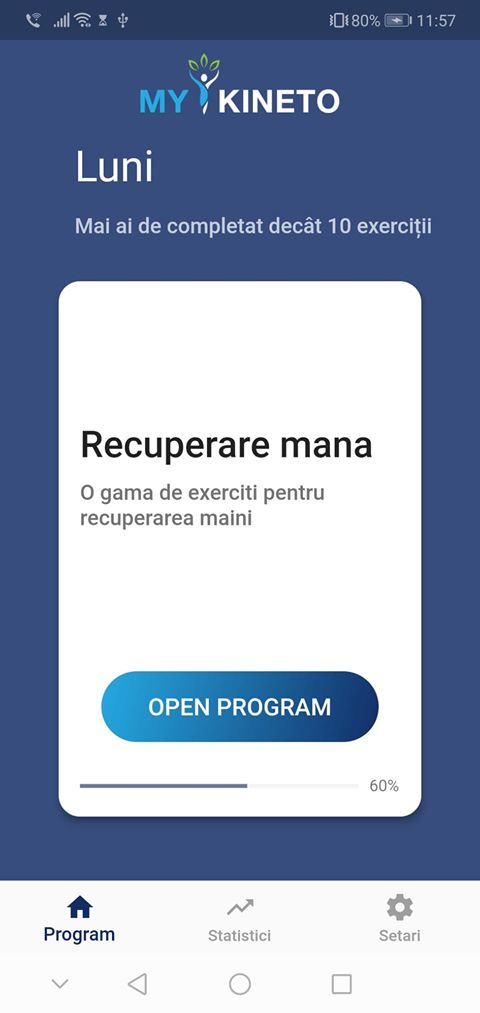 80% 11:57
MY KINETO
Luni
Mai ai de completat decât 10 exerciții
Recuperare mana
O gama de exerciti pentru
recuperarea maini
OPEN PROGRAM
60%
Program Statistici Setari